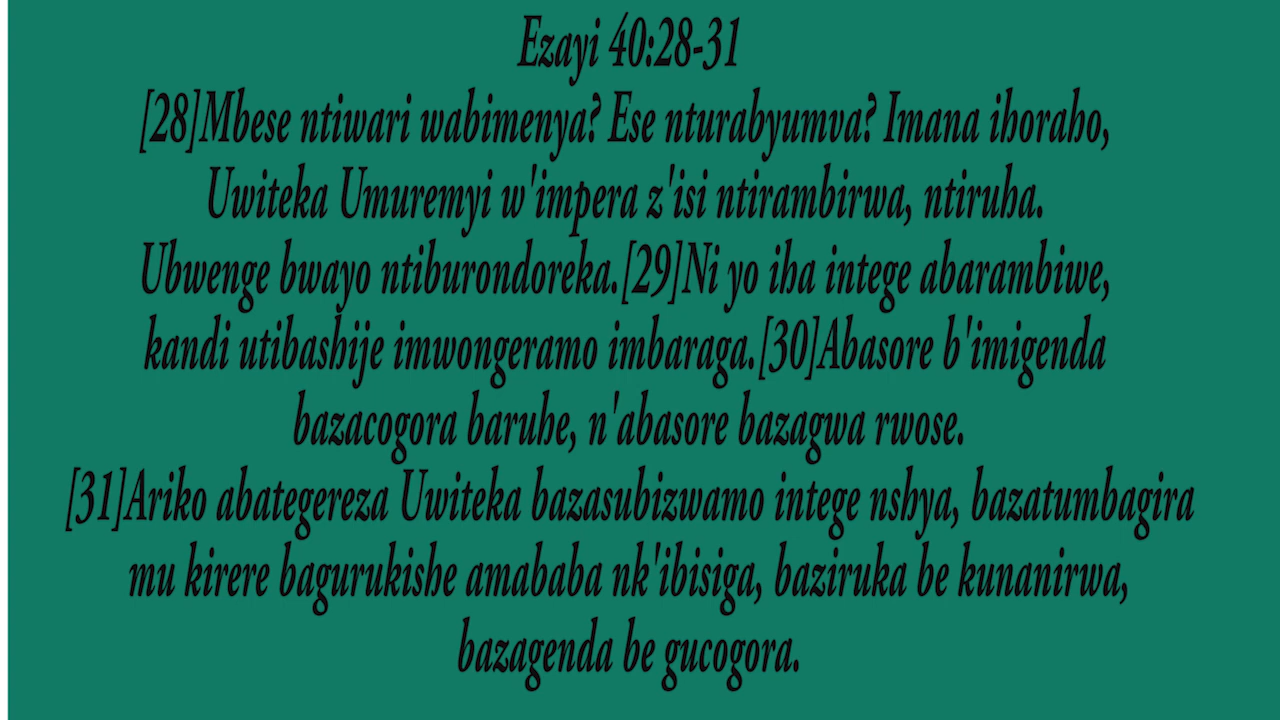 Ezayi 40:28-31
[28]Mbese ntiwari wabimenya? Ese nturabyumva? Imana ihoraho,
Uwiteka Umuremyi w'impera z'isi ntirambirwa, ntiruha.
Ubwenge bwayo ntiburondoreka.[29]Ni yo iha intege abarambiwe,
kandi utibashije imwongeramo imbaraga.[30]Abasore b'imigenda
bazacogora baruhe, n'abasore bazagwa rwose.
[31]Ariko abategereza Uwiteka bazasubizwamo intege nshya, bazatumbagira
mu kirere bagurukishe amababa nk'ibisiga, baziruka be kunanirwa,
bazagenda be gucogora.